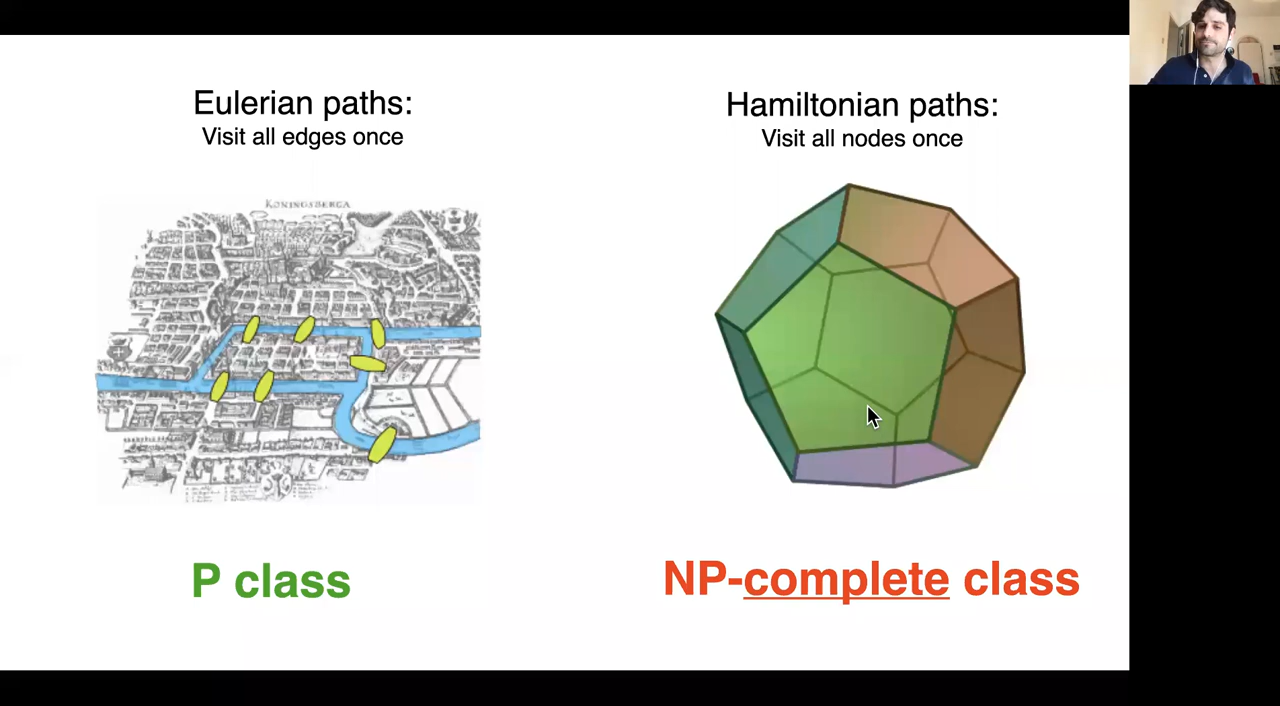 Eulerian paths:
Visit all edges once
Hamiltonian paths:
Visit all nodes once
KONINGSBERGA
P class
NP-complete class